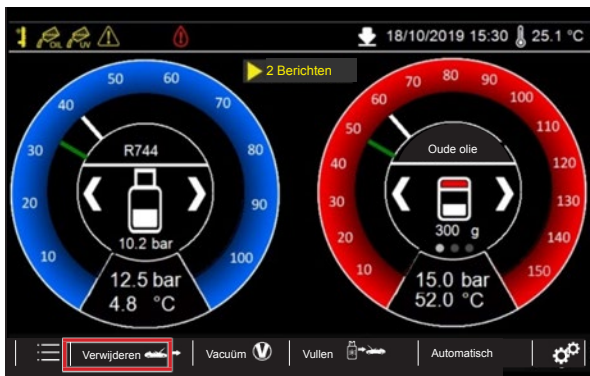 OIL UV 18/10/2019 15:30 25.1 °C
2 Berichten
10 20 30 40 50 60 70 80 90 100
R744
10.2 bar
12.5 bar
4.8 °C
10 20 30 40 50 60 70 80 90 100 110 120 130 140 150
Oude olie
300 g
15.0 bar
52.0 °C
Verwijderen Vacuüm V Vullen Automatisch